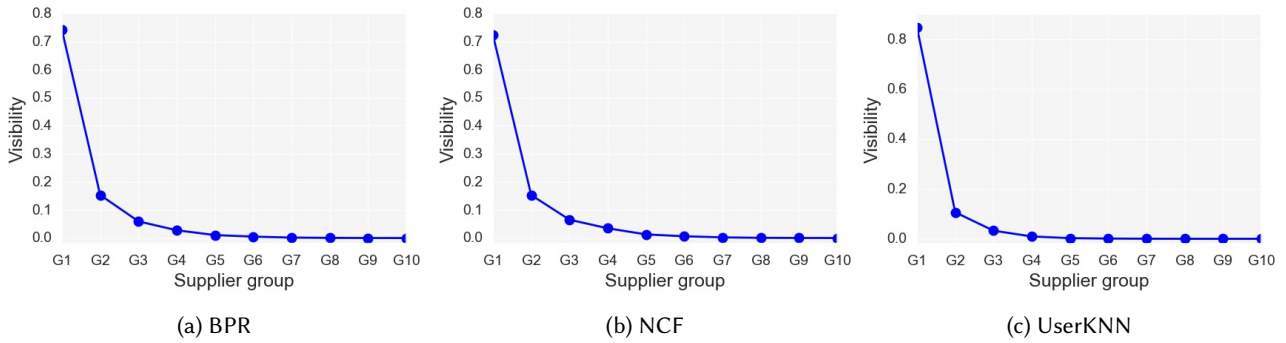 0.8
0.7
0.6
0.5
0.4
0.3
0.2
0.1
0.0
Visibility
G1 G2 G3 G4 G5 G6 G7 G8 G9 G10
Supplier group
(a) BPR
0.8
0.7
0.6
0.5
0.4
0.3
0.2
0.1
0.0
Visibility
G1 G2 G3 G4 G5 G6 G7 G8 G9 G10
Supplier group
(b) NCF
0.8
0.6
0.4
0.2
0.0
Visibility
G1 G2 G3 G4 G5 G6 G7 G8 G9 G10
Supplier group
(c) UserKNN